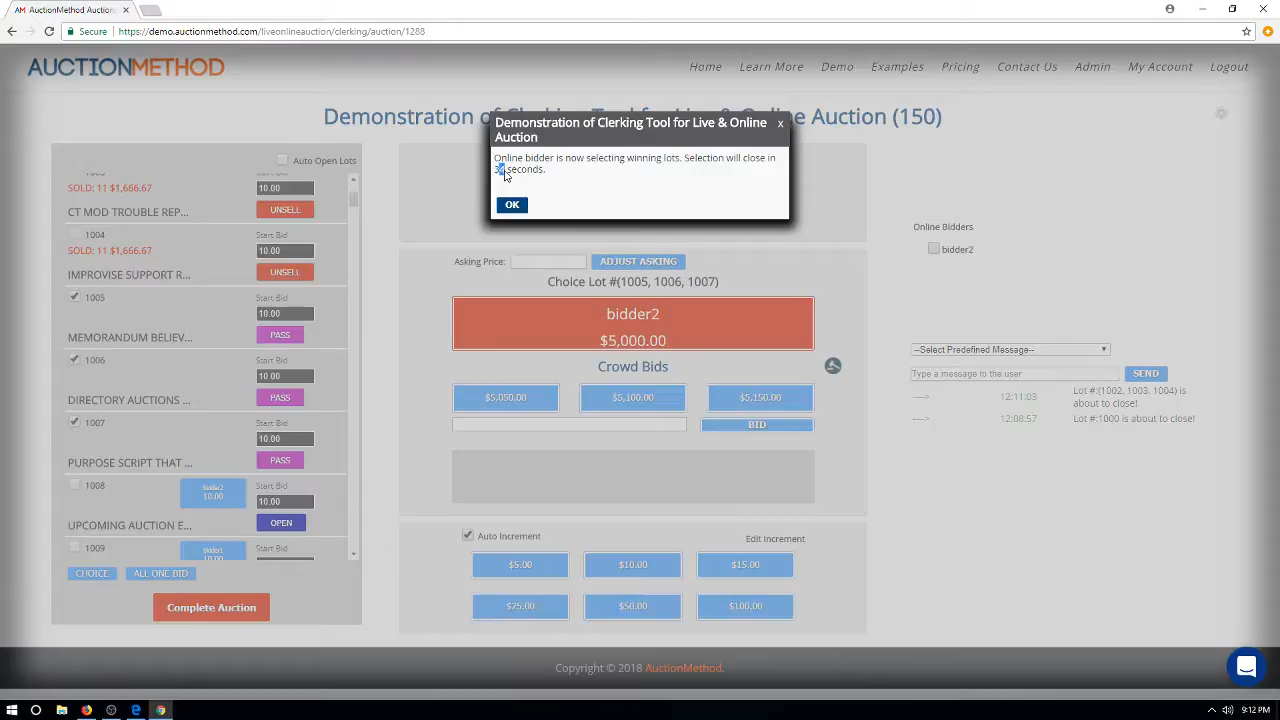 AM AuctionMethod Auction
Secure
https://demo.auctionmethod.com/liveonlineauction/clerking/auction/1288
AUCTIONMETHOD
Home
Learn More
Demo
Examples
Pricing
Contact Us
Admin
My Account
Logout
Demonstration of Clerking Tool for Live & Online Auction (150)
Demonstration of Clerking Tool for Live & Online
Auction
x
Online bidder is now selecting winning lots. Selection will close in
seconds.
OK
Auto Open Lots
SOLD: 11 $1,666.67
10.00
CT MOD TROUBLE REP...
UNSELL
1004
Start Bid
SOLD: 11 $1,666.67
10.00
IMPROVISE SUPPORT R...
UNSELL
1005
Start Bid
10.00
MEMORANDUM BELIEV...
PASS
1006
Start Bid
10.00
DIRECTORY AUCTIONS ...
PASS
1007
Start Bid
10.00
PURPOSE SCRIPT THAT ...
PASS
1008
bidder2
10.00
Start Bid
10.00
UPCOMING AUCTION E...
OPEN
1009
bidder1
10.00
Start Bid
CHOICE
ALL ONE BID
Complete Auction
Asking Price:
ADJUST ASKING
Choice Lot #(1005, 1006, 1007)
bidder2
$5,000.00
Crowd Bids
$5,050.00
$5,100.00
$5,150.00
BID
Auto Increment
Edit Increment
$5.00
$10.00
$15.00
$25.00
$50.00
$100.00
Online Bidders
bidder2
--Select Predefined Message--
Type a message to the user
SEND
---->
12:11:03
Lot #:(1002, 1003, 1004) is
about to close!
---->
12:08:57
Lot #:1000 is about to close!
Copyright © 2018 AuctionMethod.
9:12 PM